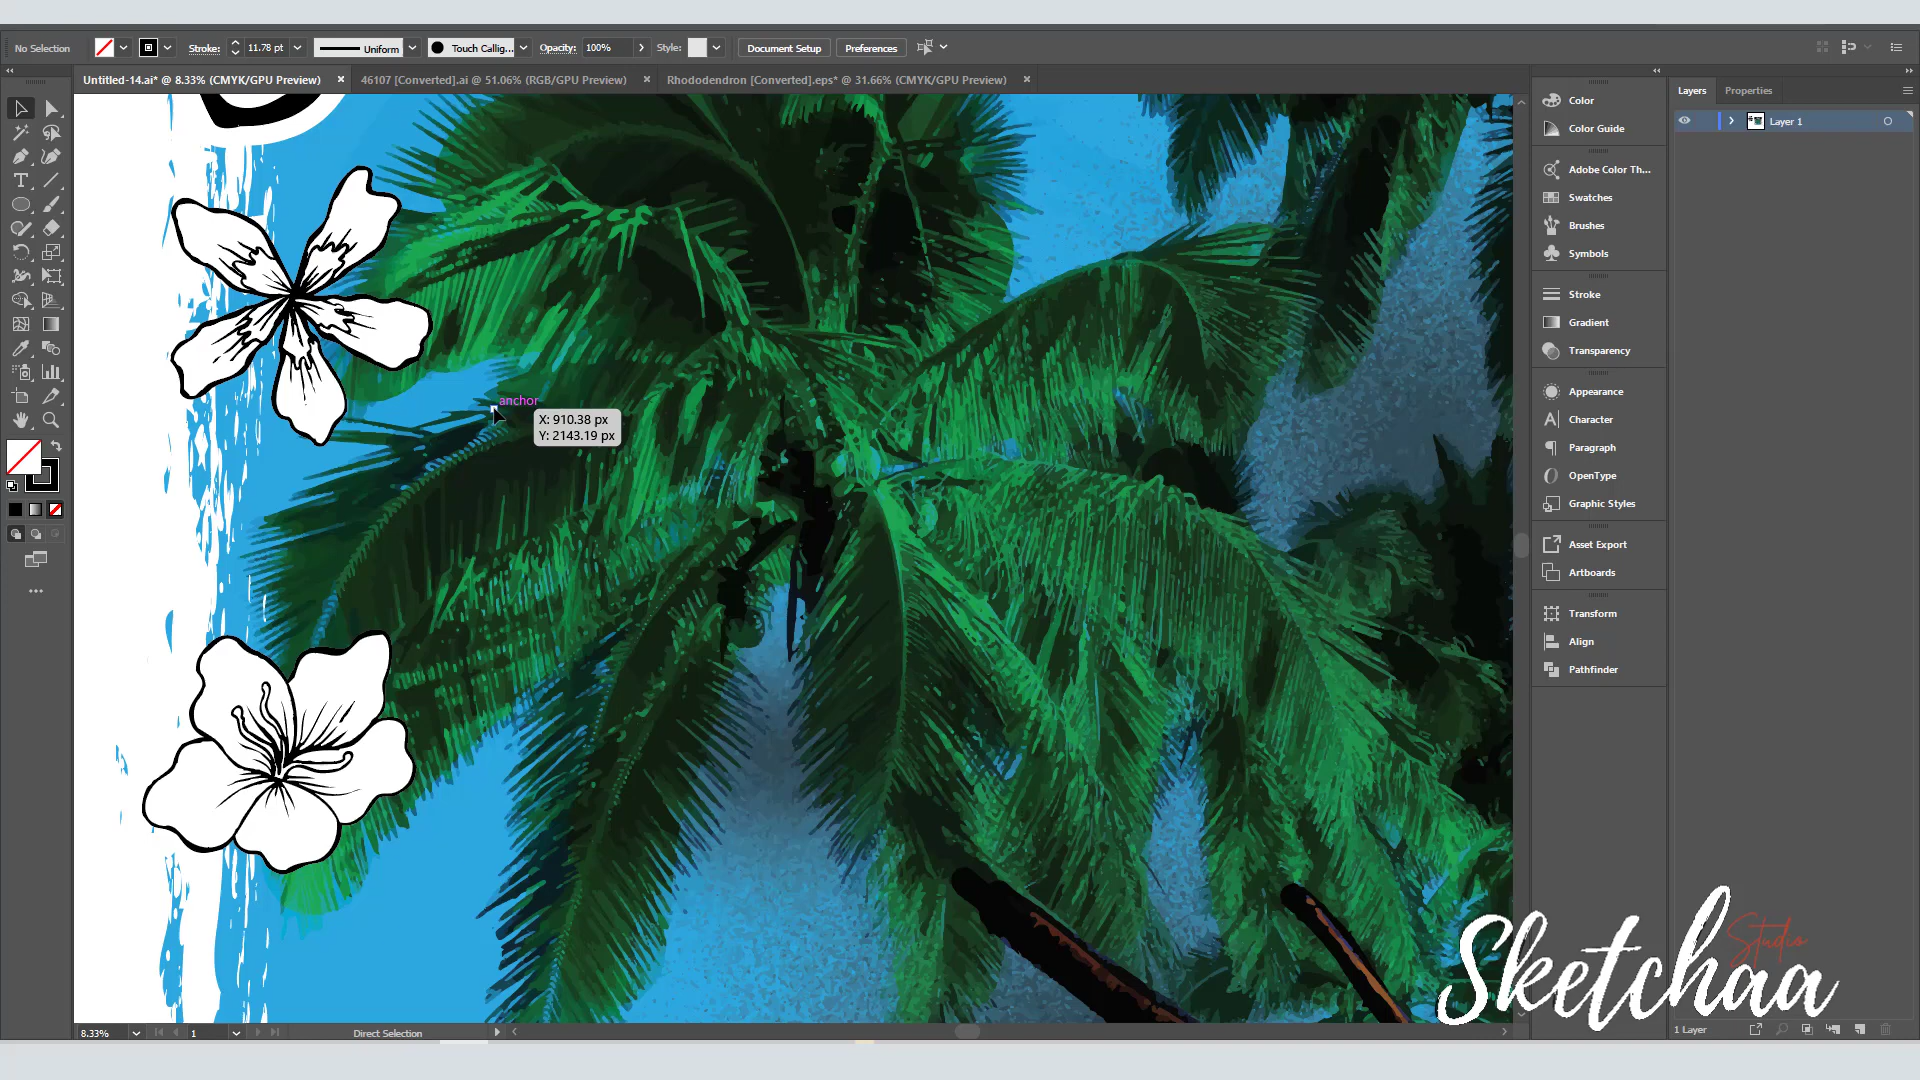 No Selection
Stroke:
11.78 pt
Uniform
Touch Callig...
Opacity:
100%
Style:
Document Setup
Preferences
Untitled-14.ai* @ 8.33% (CMYK/GPU Preview)
46107 [Converted].ai @ 51.06% (RGB/GPU Preview)
Rhododendron [Converted].eps* @ 31.66% (CMYK/GPU Preview)
anchor
X: 910.38 px
Y: 2143.19 px
Color
Color Guide
Adobe Color Th...
Swatches
Brushes
Symbols
Stroke
Gradient
Transparency
Appearance
Character
Paragraph
OpenType
Graphic Styles
Asset Export
Artboards
Transform
Align
Pathfinder
Layers
Properties
Layer 1
Studio
Sketchaa
8.33%
1
Direct Selection
1 Layer